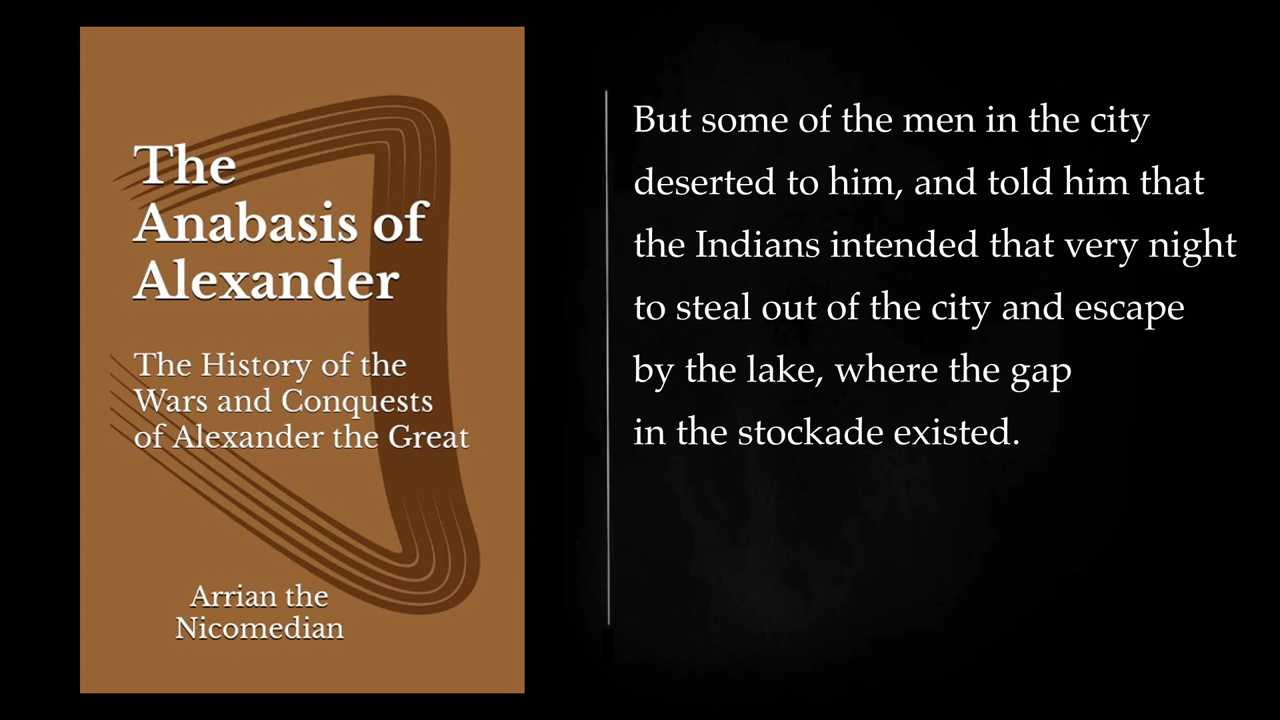 The
Anabasis of
Alexander
The History of the
Wars and Conquests
of Alexander the Great
Arrian the
Nicomedian
But some of the men in the city
deserted to him, and told him that
the Indians intended that very night
to steal out of the city and escape
by the lake, where the gap
in the stockade existed.